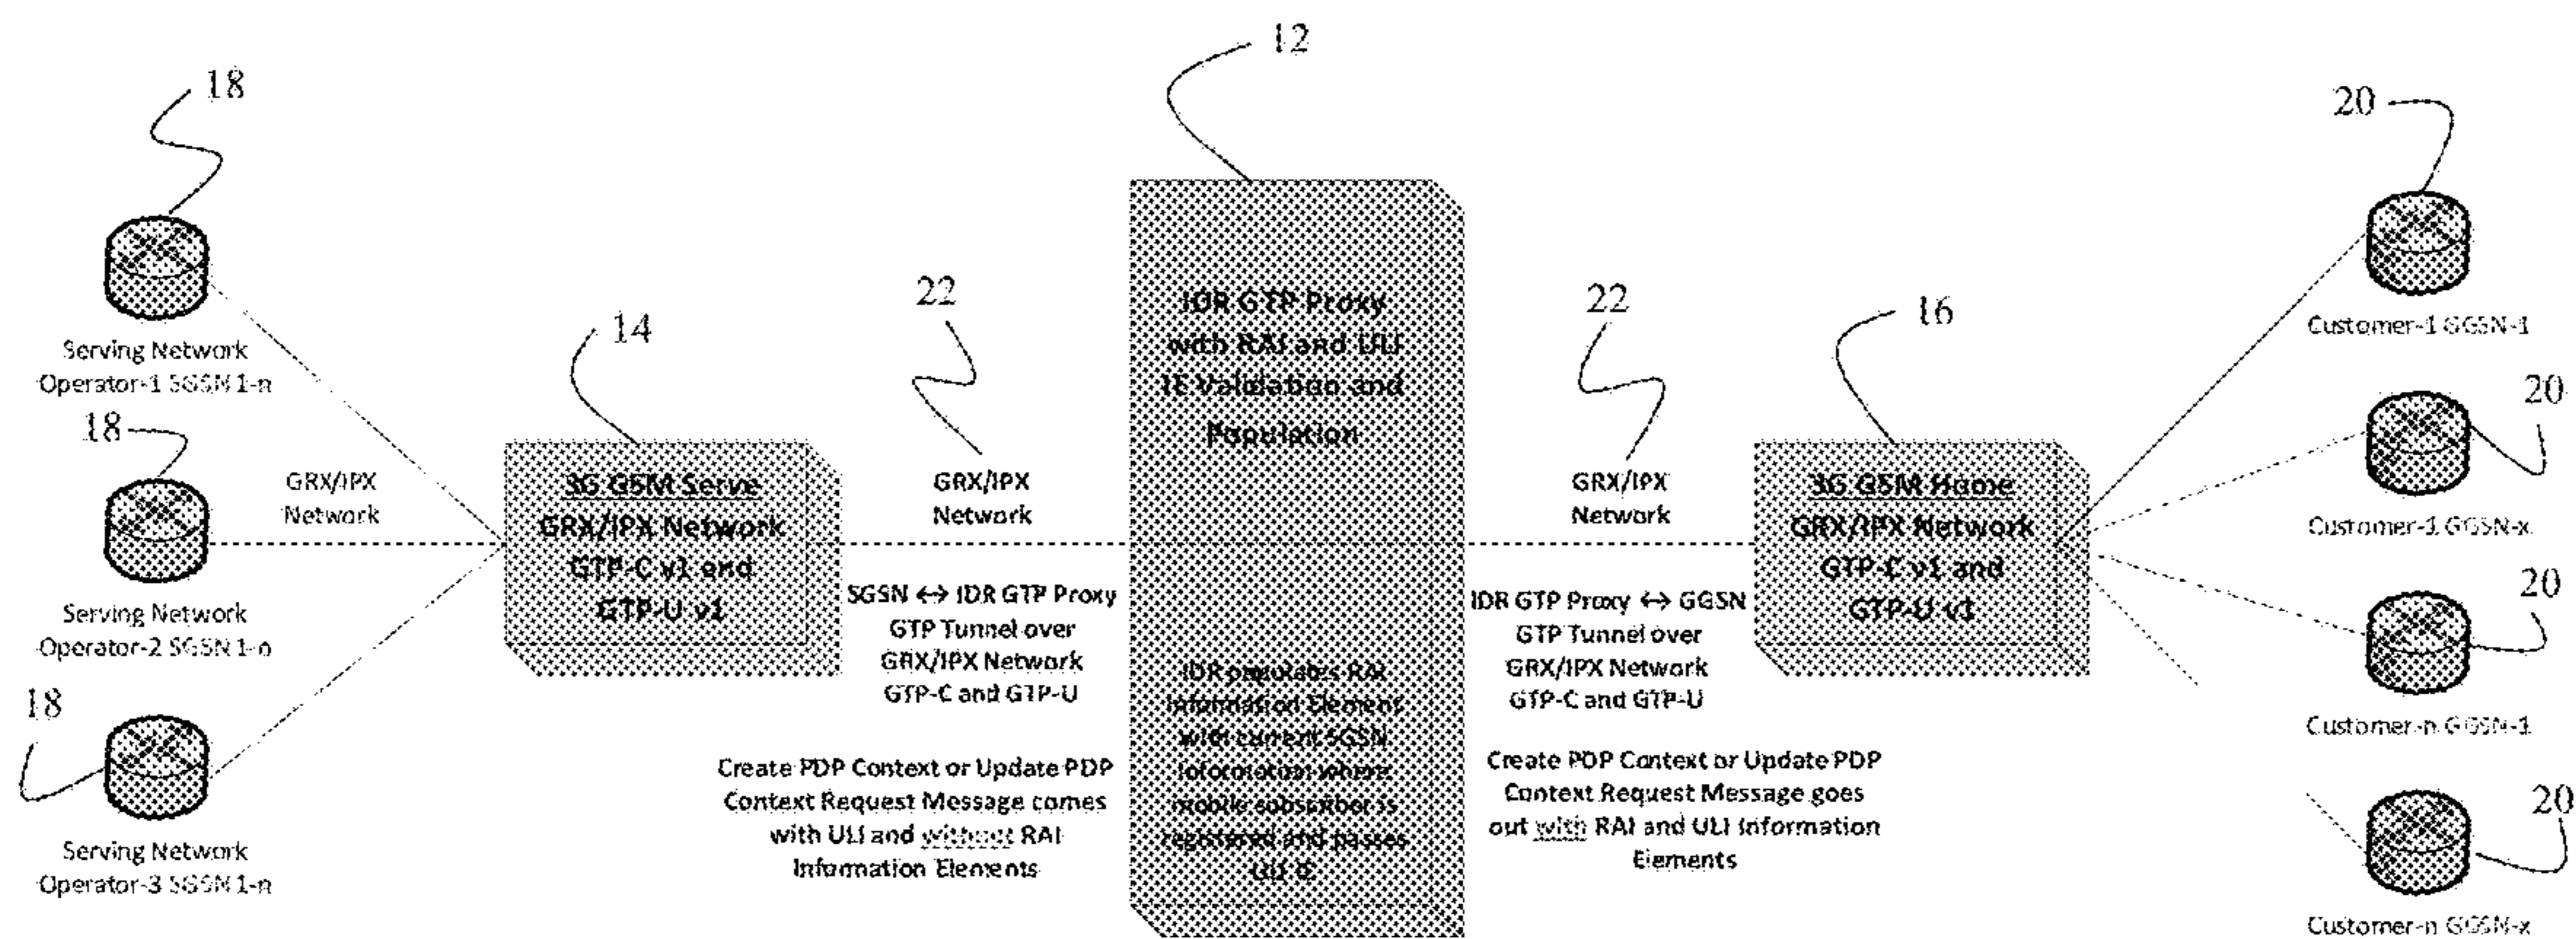 12
18
20
Serving Network
Operator-1 SGSN 1-n
18
GRX/IPX
Network
Serving Network
Operator-2 SGSN 1-n
18
Serving Network
Operator-3 SGSN 1-n
14
3G GSM Serve
GRX/IPX Network
GTP-C v1 and
GTP-U v1
22
GRX/IPX
Network
SGSN ↔ IDR GTP Proxy
GTP Tunnel over
GRX/IPX Network
GTP-C and GTP-U
Create PDP Context or Update PDP
Context Request Message comes
with ULI and without RAI
Information Elements
IDR GTP Proxy
with RAI and ULI
IE Validation and
Population
IDR populates RAI
Information Element
with current SGSN
Information where
mobile subscriber is
registered and passes
ULI IE
22
GRX/IPX
Network
IDR GTP Proxy ↔ GGSN
GTP Tunnel over
GRX/IPX Network
GTP-C and GTP-U
Create PDP Context or Update PDP
Context Request Message goes
out with RAI and ULI Information
Elements
16
3G GSM Home
GRX/IPX Network
GTP-C v1 and
GTP-U v1
Customer-1 GGSN-1
20
Customer-1 GGSN-x
20
Customer-n GGSN-1
20
Customer-n GGSN-x